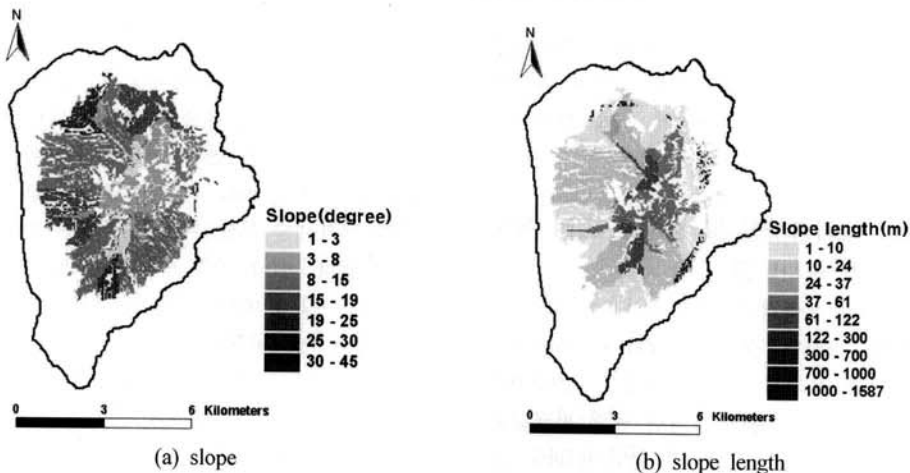 N
Slope(degree)
1 - 3
3 - 8
8 - 15
15 - 19
19 - 25
25 - 30
30 - 45
0 3 6 Kilometers
(a) slope
N
Slope length(m)
1 - 10
10 - 24
24 - 37
37 - 61
61 - 122
122 - 300
300 - 700
700 - 1000
1000 - 1587
0 3 6 Kilometers
(b) slope length